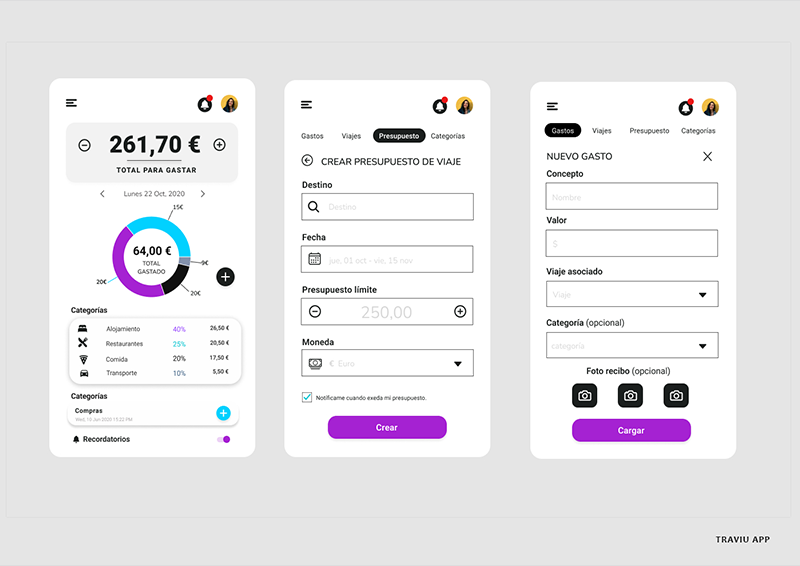 261,70 €
TOTAL PARA GASTAR
Lunes 22 Oct, 2020
15€
64,00 €
TOTAL
GASTADO
9€
20€
20€
Categorías
Alojamiento 40% 26,50 €
Restaurantes 25% 20,50 €
Comida 20% 17,50 €
Transporte 10% 5,50 €
Categorías
Compras
Wed, 10 Jun 2020 15:22 PM
Recordatorios
Gastos Viajes Presupuesto Categorías
CREAR PRESUPUESTO DE VIAJE
Destino
Destino
Fecha
jue, 01 oct - vie, 15 nov
Presupuesto límite
250,00
Moneda
€ Euro
Notifícame cuando exeda mi presupuesto.
Crear
Gastos Viajes Presupuesto Categorías
NUEVO GASTO
Concepto
Nombre
Valor
$
Viaje asociado
Viaje
Categoría (opcional)
categoría
Foto recibo (opcional)
Cargar
TRAVIU APP